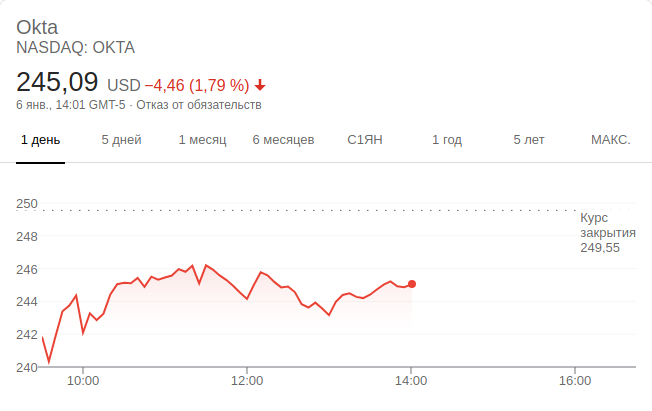 Okta
NASDAQ: OKTA
245,09 USD −4,46 (1,79 %)
6 янв., 14:01 GMT-5 · Отказ от обязательств
1 день 5 дней 1 месяц 6 месяцев С1ЯН 1 год 5 лет МАКС.
250
Курс
закрытия
249,55
248
246
244
242
240
10:00 12:00 14:00 16:00